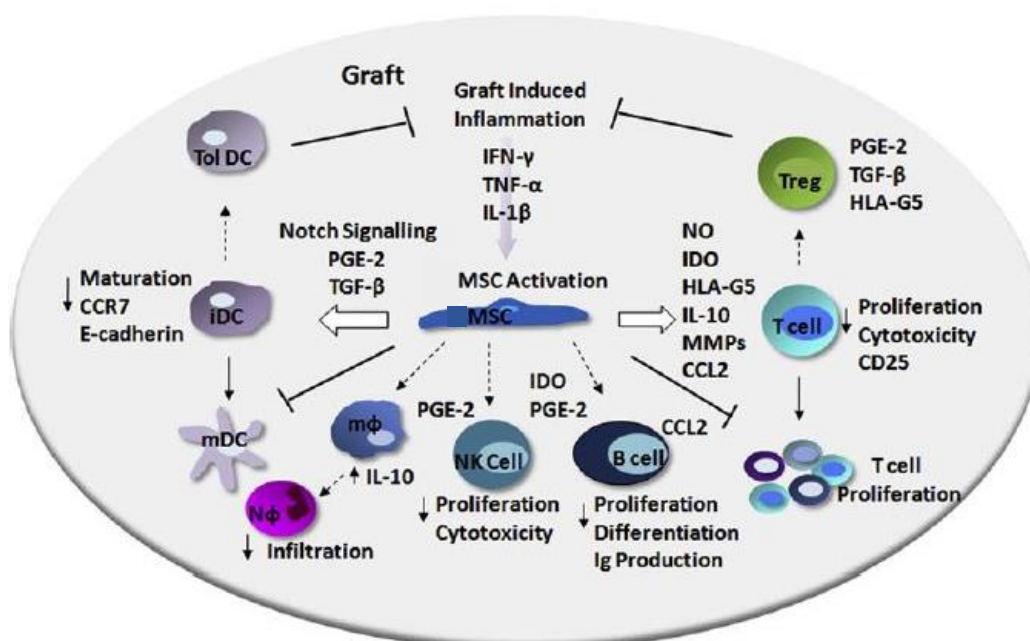 Graft
Graft Induced
Inflammation
IFN-γ
TNF-α
IL-1β
Tol DC
Treg
PGE-2
TGF-β
HLA-G5
Notch Signalling
PGE-2
TGF-β
MSC Activation
MSC
NO
IDO
HLA-G5
IL-10
MMPs
CCL2
↓ Maturation
CCR7
E-cadherin
iDC
T cell
↓ Proliferation
Cytotoxicity
CD25
mDC
mϕ
↑ IL-10
Nϕ
↓ Infiltration
PGE-2
NK Cell
↓ Proliferation
Cytotoxicity
IDO
PGE-2
CCL2
B cell
↓ Proliferation
Differentiation
Ig Production
T cell
Proliferation